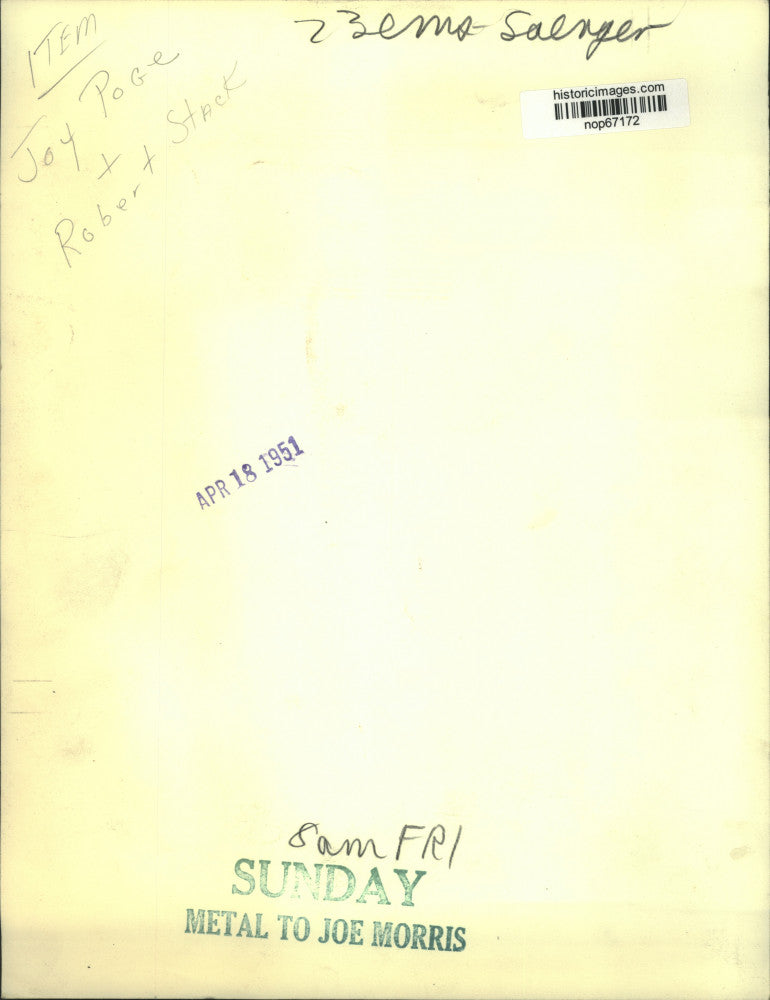 23ems - Saenger
historicimages.com
nop67172
ITEM
Joy Page
+
Robert Stack
APR 18 1951
8am FRI
SUNDAY
METAL TO JOE MORRIS